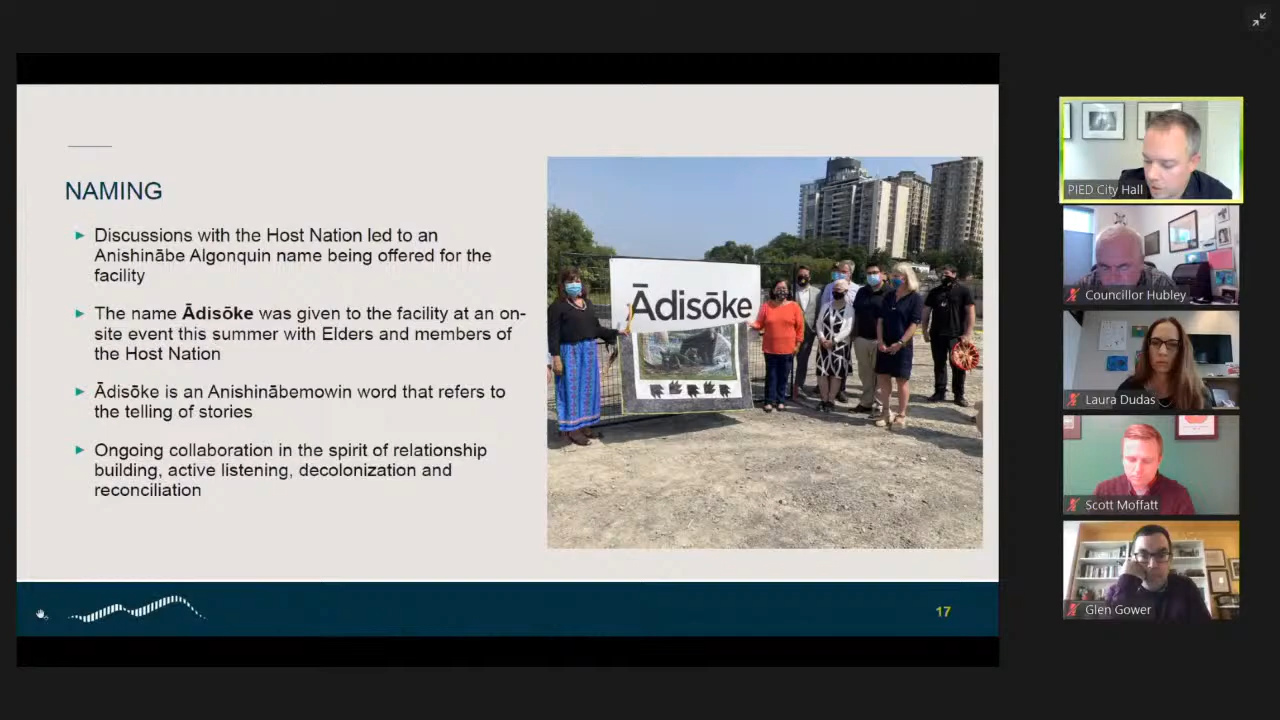 NAMING
Discussions with the Host Nation led to an
Anishinābe Algonquin name being offered for the
facility
The name Ādisōke was given to the facility at an on-
site event this summer with Elders and members of
the Host Nation
Ādisōke is an Anishinābemowin word that refers to
the telling of stories
Ongoing collaboration in the spirit of relationship
building, active listening, decolonization and
reconciliation
Ādisōke
17
PIED City Hall
Councillor Hubley
Laura Dudas
Scott Moffatt
Glen Gower